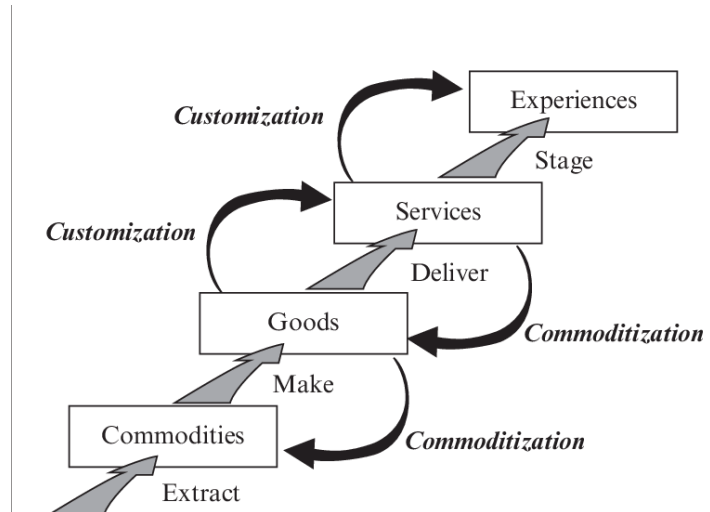 Experiences
Customization
Stage
Services
Customization
Deliver
Goods
Commoditization
Make
Commodities
Commoditization
Extract